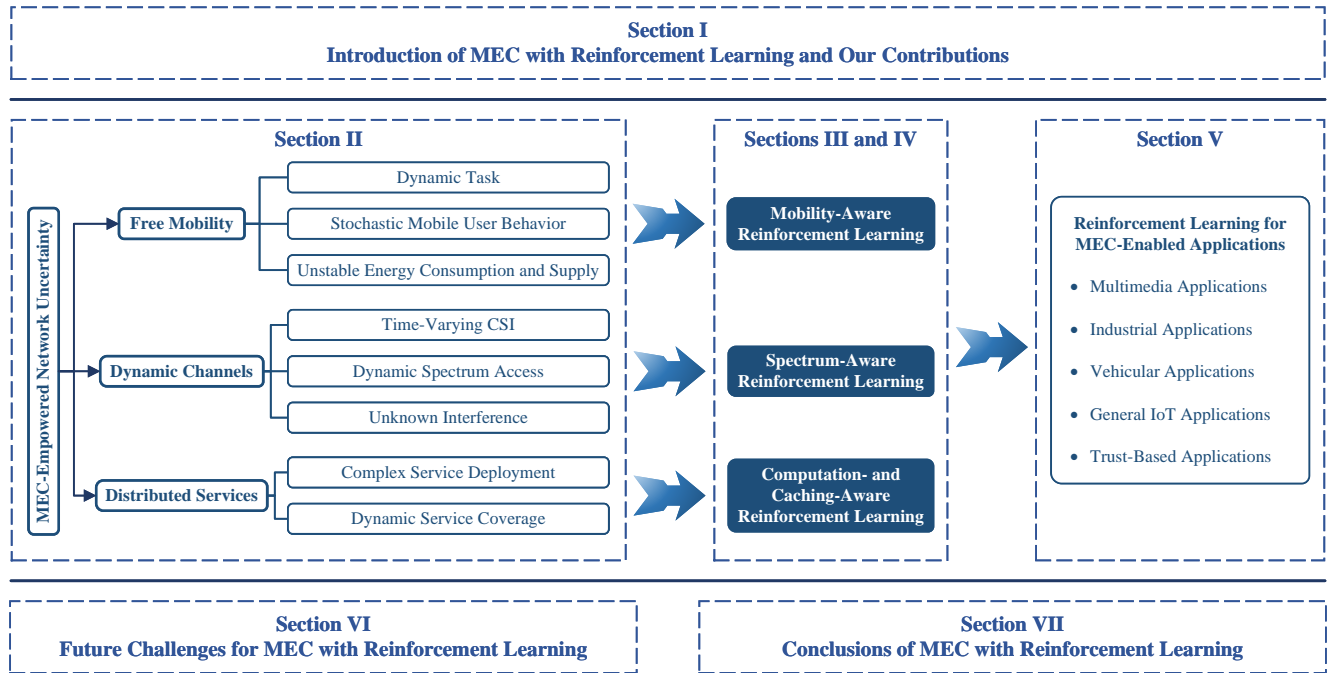 Section I
Introduction of MEC with Reinforcement Learning and Our Contributions
Section II
MEC-Empowered Network Uncertainty
Free Mobility
Dynamic Task
Stochastic Mobile User Behavior
Unstable Energy Consumption and Supply
Dynamic Channels
Time-Varying CSI
Dynamic Spectrum Access
Unknown Interference
Distributed Services
Complex Service Deployment
Dynamic Service Coverage
Sections III and IV
Mobility-Aware
Reinforcement Learning
Spectrum-Aware
Reinforcement Learning
Computation- and
Caching-Aware
Reinforcement Learning
Section V
Reinforcement Learning for
MEC-Enabled Applications
• Multimedia Applications
• Industrial Applications
• Vehicular Applications
• General IoT Applications
• Trust-Based Applications
Section VI
Future Challenges for MEC with Reinforcement Learning
Section VII
Conclusions of MEC with Reinforcement Learning